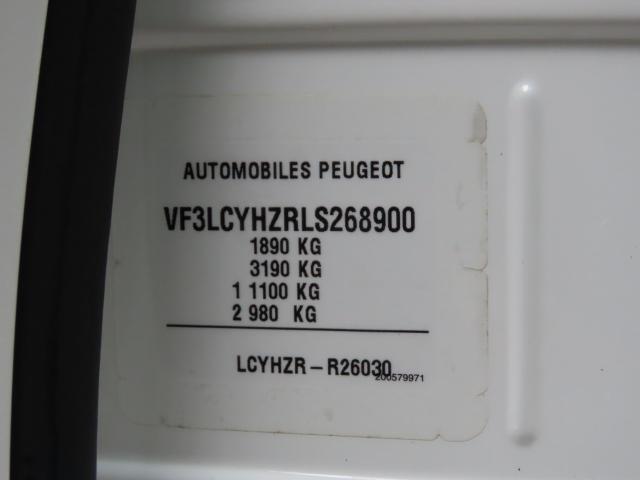 AUTOMOBILES PEUGEOT
VF3LCYHZRLS268900
1890 KG
3190 KG
1 1100 KG
2 980 KG
LCYHZR - R26030
200579971